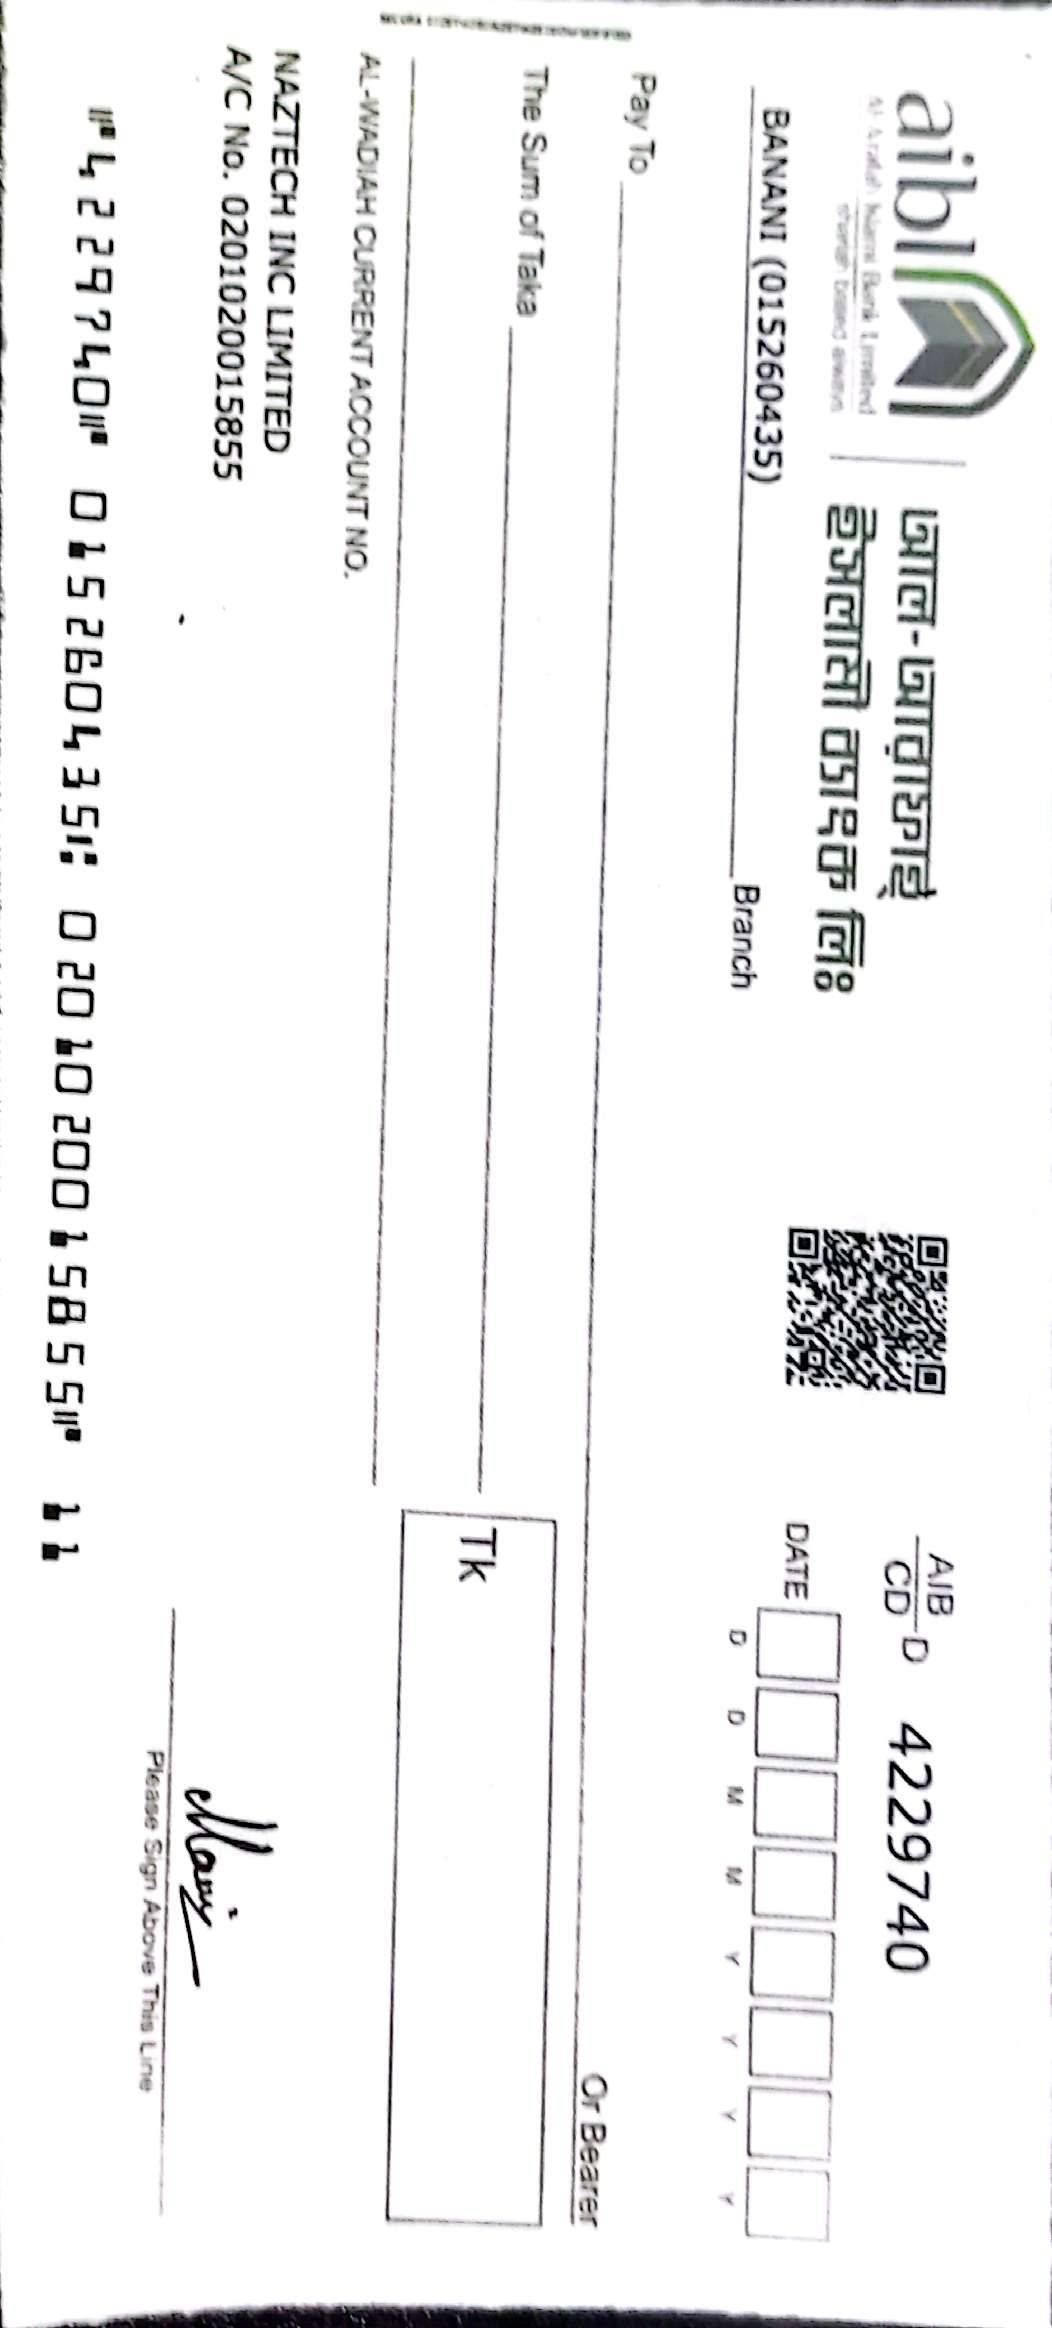 aibl
Al-Arafah Islami Bank Limited
shariah based always
আল-আরাফাহ্
ইসলামী ব্যাংক লিঃ
BANANI (015260435) Branch
AIB
CD D 4229740
DATE
D D M M Y Y Y Y
Pay To Or Bearer
The Sum of Taka
Tk
AL-WADIAH CURRENT ACCOUNT NO.
NAZTECH INC LIMITED
A/C No. 0201020015855
Please Sign Above This Line
⑈4229740⑈ 015260435⑆ 0201020015855⑈ 11